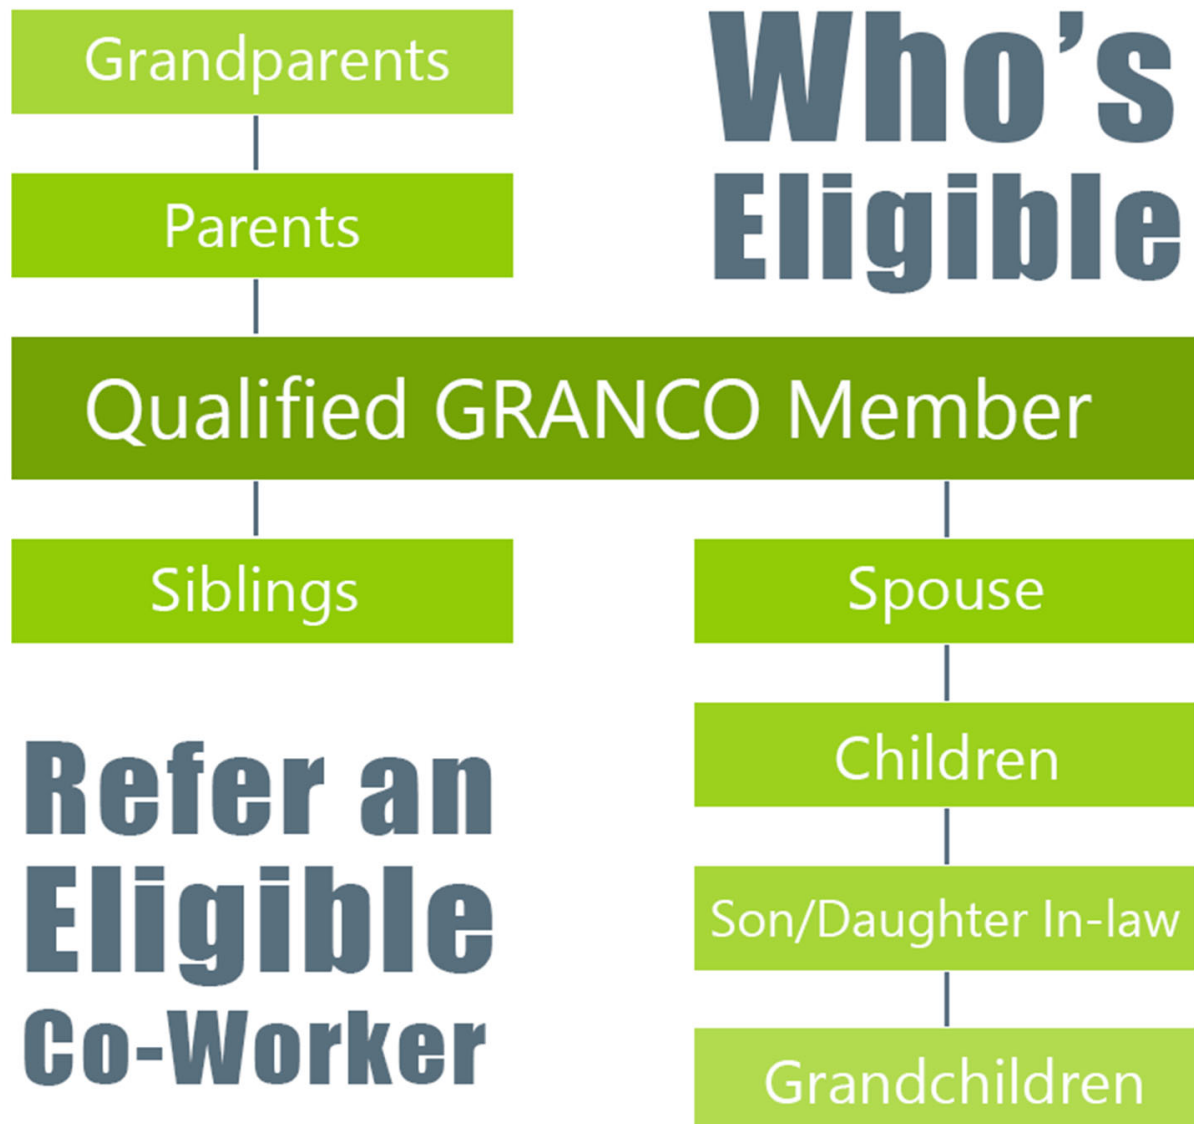 Grandparents
Who's
Eligible
Parents
Qualified GRANCO Member
Siblings
Spouse
Children
Son/Daughter In-law
Grandchildren
Refer an
Eligible
Co-Worker